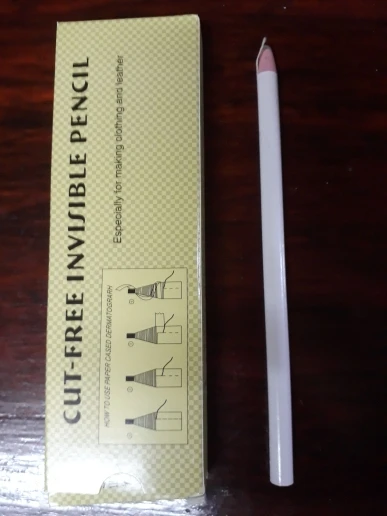 CUT-FREE INVISIBLE PENCIL
Especially for making clothing and leather
HOW TO USE PAPER CASED DERMATOGRAPH